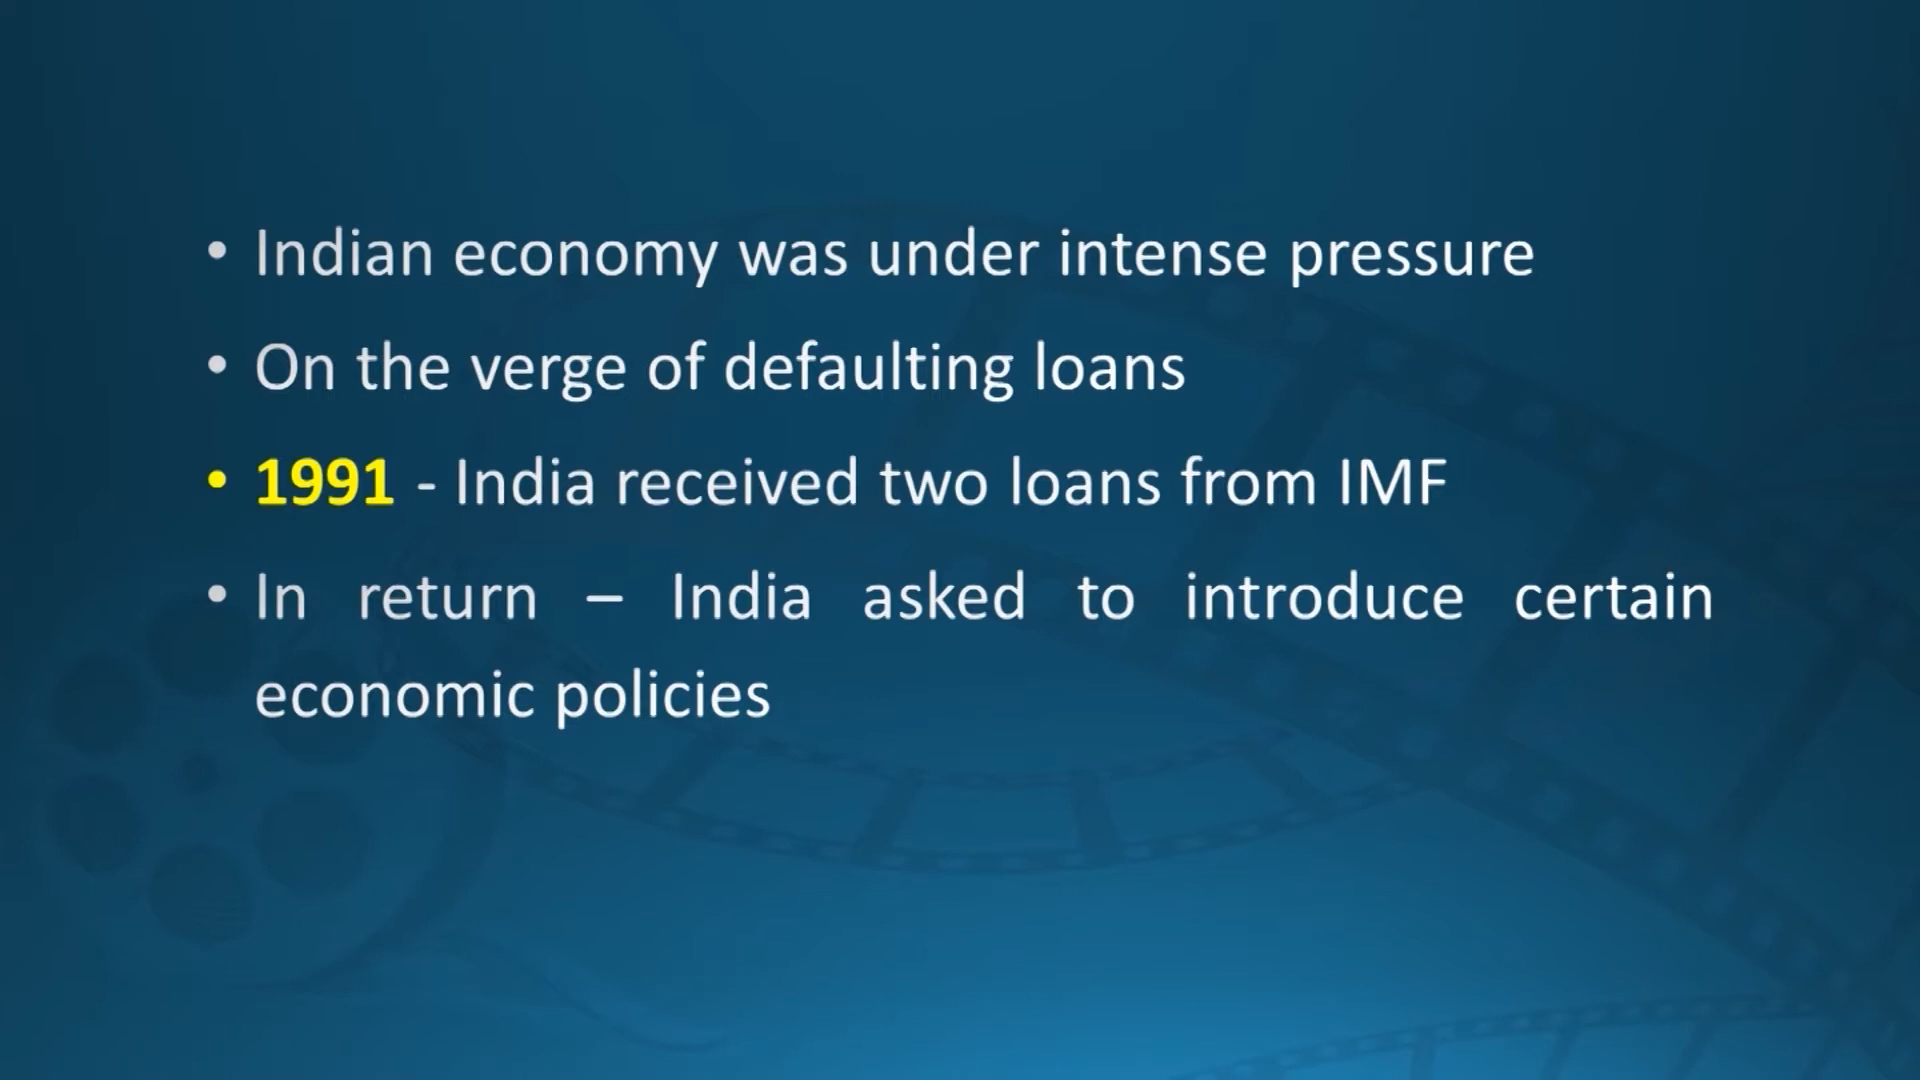 • Indian economy was under intense pressure
• On the verge of defaulting loans
• 1991 - India received two loans from IMF
• In return – India asked to introduce certain
economic policies